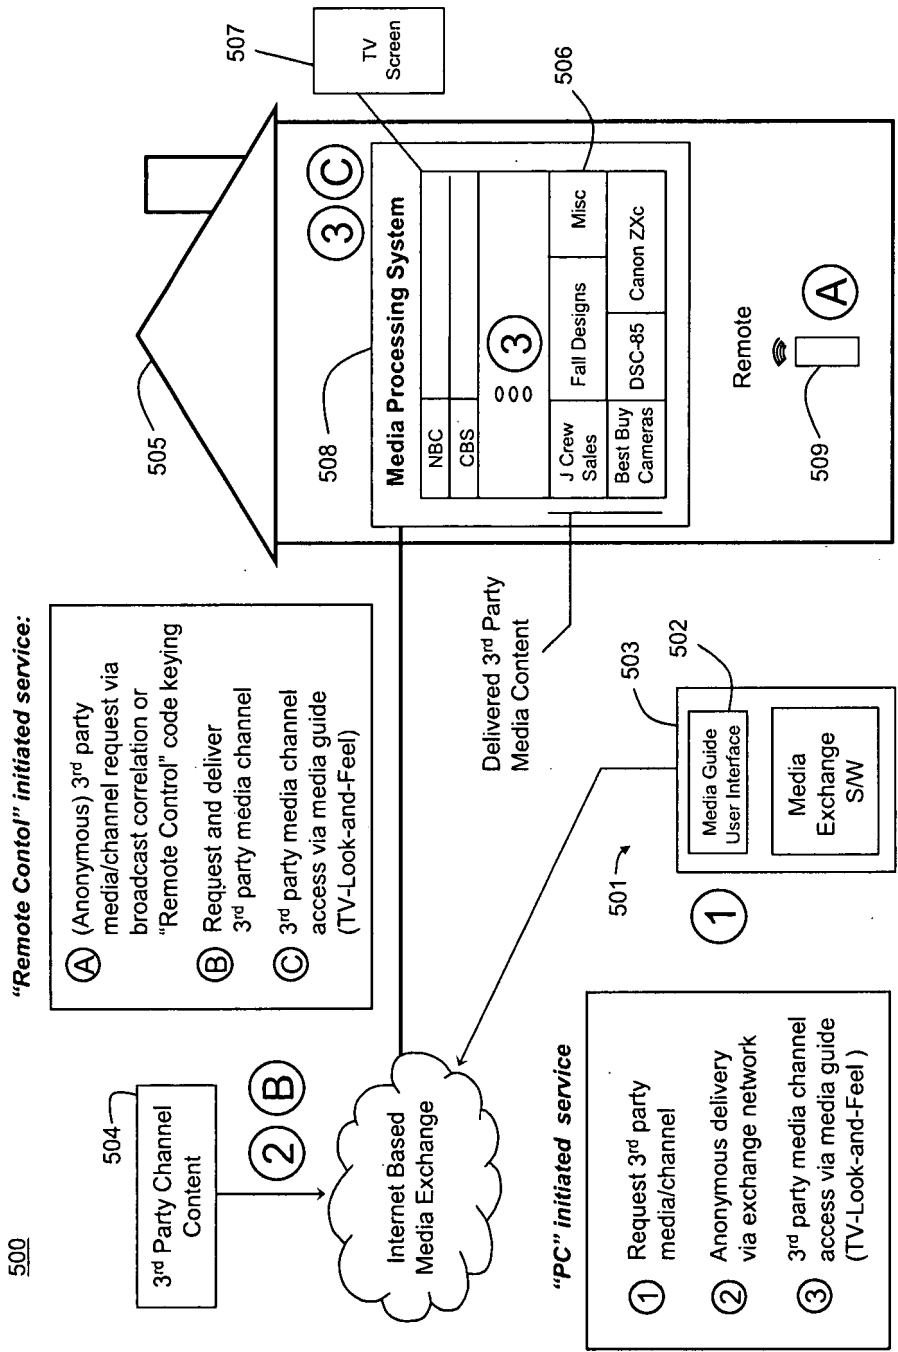 500
3rd Party Channel
Content
504
2
B
Internet Based
Media Exchange
"Remote Contol" initiated service:
A
(Anonymous) 3rd party
media/channel request via
broadcast correlation or
"Remote Control" code keying
B
Request and deliver
3rd party media channel
C
3rd party media channel
access via media guide
(TV-Look-and-Feel)
"PC" initiated service
1
Request 3rd party
media/channel
2
Anonymous delivery
via exchange network
3
3rd party media channel
access via media guide
(TV-Look-and-Feel )
1
501
503
502
Media Guide
User Interface
Media
Exchange
S/W
Delivered 3rd Party
Media Content
505
508
3
C
Media Processing System
NBC
CBS
000
3
J Crew
Sales
Fall Designs
Misc
Best Buy
Cameras
DSC-85
Canon ZXc
507
TV
Screen
506
Remote
509
A